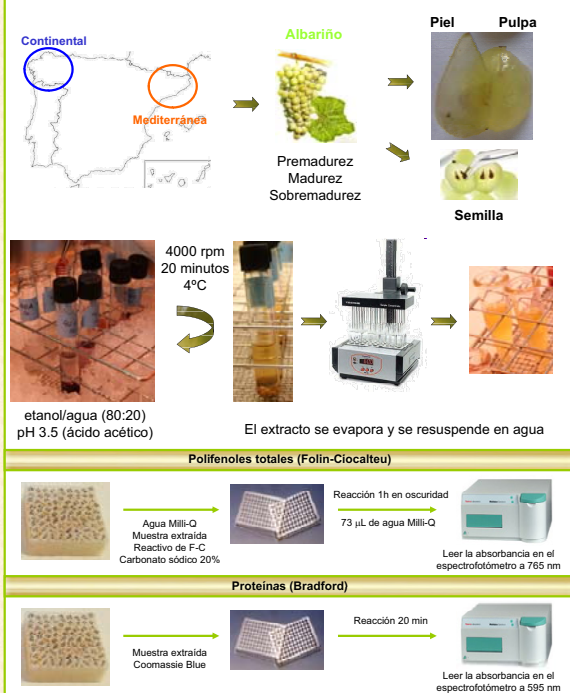 Continental
Mediterránea
Albariño
Premadurez
Madurez
Sobremadurez
Piel
Pulpa
Semilla
4000 rpm
20 minutos
4ºC
etanol/agua (80:20)
pH 3.5 (ácido acético)
El extracto se evapora y se resuspende en agua
Polifenoles totales (Folin-Ciocalteu)
Agua Milli-Q
Muestra extraída
Reactivo de F-C
Carbonato sódico 20%
Reacción 1h en oscuridad
73 µL de agua Milli-Q
Leer la absorbancia en el
espectrofotómetro a 765 nm
Proteínas (Bradford)
Muestra extraída
Coomassie Blue
Reacción 20 min
Leer la absorbancia en el
espectrofotómetro a 595 nm